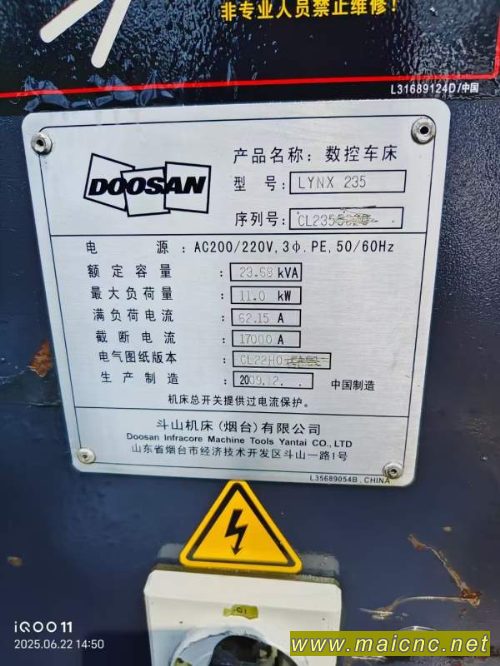 非专业人员禁止维修!
L31689124D/中国
DOOSAN
产品名称: 数控车床
型 号: LYNX 235
序列号: CL235
电 源: AC200/220V, 3Φ, PE, 50/60Hz
额定容量: 23.68 kVA
最大负荷量: 11.0 kW
满负荷电流: 62.15 A
截断电流: 17000 A
电气图纸版本: CL22H0
生产制造: 2009.12. 中国制造
机床总开关提供过电流保护。
斗山机床(烟台)有限公司
Doosan Infracore Machine Tools Yantai CO., LTD
山东省烟台市经济技术开发区斗山一路1号
L35689054B, CHINA
iQOO 11
2025.06.22 14:50
www.maicnc.net